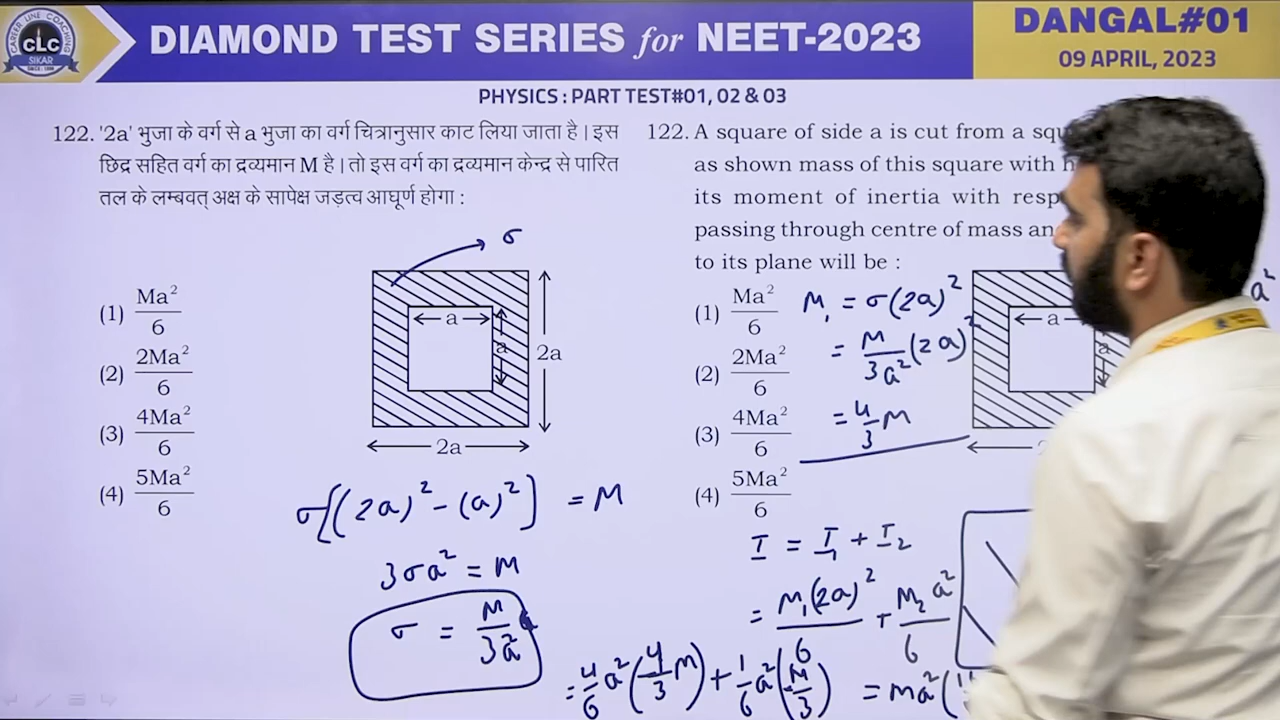 CAREER LINE COACHING
CLC
SIKAR
DIAMOND TEST SERIES for NEET-2023
DANGAL#01
09 APRIL, 2023
PHYSICS : PART TEST#01, 02 & 03
122. '2a' भुजा के वर्ग से a भुजा का वर्ग चित्रानुसार काट लिया जाता है। इस
छिद्र सहित वर्ग का द्रव्यमान M है। तो इस वर्ग का द्रव्यमान केन्द्र से पारित
तल के लम्बवत् अक्ष के सापेक्ष जड़त्व आघूर्ण होगा :
σ
(1) Ma²/6
(2) 2Ma²/6
(3) 4Ma²/6
(4) 5Ma²/6
a
a
2a
2a
σ[(2a)² - (a)²] = M
3σa² = M
σ = M/3a²
122. A square of side a is cut from a
as shown mass of this square with
its moment of inertia with
passing through centre of mass
to its plane will be :
(1) Ma²/6
(2) 2Ma²/6
(3) 4Ma²/6
(4) 5Ma²/6
a
a
M₁ = σ(2a)²
= M/3a² (2a)²
= 4/3 M
a²
I = I₁ + I₂
= M₁(2a)²/6 + M₂a²/6
= 4/6 a² (4/3 M) + 1/6 a² (M/3) = Ma² (